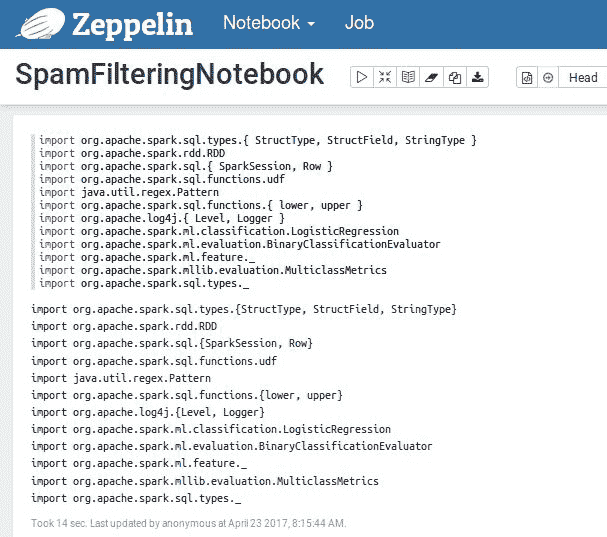 Zeppelin Notebook Job
SpamFilteringNotebook Head
import org.apache.spark.sql.types.{ StructType, StructField, StringType }
import org.apache.spark.rdd.RDD
import org.apache.spark.sql.{ SparkSession, Row }
import org.apache.spark.sql.functions.udf
import java.util.regex.Pattern
import org.apache.spark.sql.functions.{ lower, upper }
import org.apache.log4j.{ Level, Logger }
import org.apache.spark.ml.classification.LogisticRegression
import org.apache.spark.ml.evaluation.BinaryClassificationEvaluator
import org.apache.spark.ml.feature._
import org.apache.spark.mllib.evaluation.MulticlassMetrics
import org.apache.spark.sql.types._
import org.apache.spark.sql.types.{StructType, StructField, StringType}
import org.apache.spark.rdd.RDD
import org.apache.spark.sql.{SparkSession, Row}
import org.apache.spark.sql.functions.udf
import java.util.regex.Pattern
import org.apache.spark.sql.functions.{lower, upper}
import org.apache.log4j.{Level, Logger}
import org.apache.spark.ml.classification.LogisticRegression
import org.apache.spark.ml.evaluation.BinaryClassificationEvaluator
import org.apache.spark.ml.feature._
import org.apache.spark.mllib.evaluation.MulticlassMetrics
import org.apache.spark.sql.types._
Took 14 sec. Last updated by anonymous at April 23 2017, 8:15:44 AM.